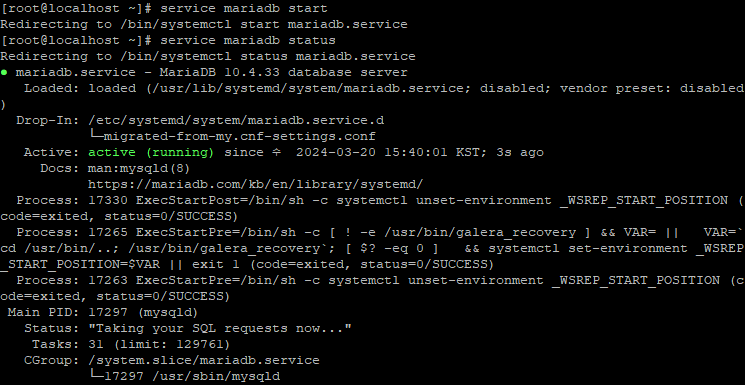 [root@localhost ~]# service mariadb start
Redirecting to /bin/systemctl start mariadb.service
[root@localhost ~]# service mariadb status
Redirecting to /bin/systemctl status mariadb.service
● mariadb.service - MariaDB 10.4.33 database server
   Loaded: loaded (/usr/lib/systemd/system/mariadb.service; disabled; vendor preset: disabled
)
  Drop-In: /etc/systemd/system/mariadb.service.d
           └─migrated-from-my.cnf-settings.conf
   Active: active (running) since 수 2024-03-20 15:40:01 KST; 3s ago
     Docs: man:mysqld(8)
           https://mariadb.com/kb/en/library/systemd/
  Process: 17330 ExecStartPost=/bin/sh -c systemctl unset-environment _WSREP_START_POSITION (
code=exited, status=0/SUCCESS)
  Process: 17265 ExecStartPre=/bin/sh -c [ ! -e /usr/bin/galera_recovery ] && VAR= ||   VAR=`
cd /usr/bin/..; /usr/bin/galera_recovery`; [ $? -eq 0 ]   && systemctl set-environment _WSREP
_START_POSITION=$VAR || exit 1 (code=exited, status=0/SUCCESS)
  Process: 17263 ExecStartPre=/bin/sh -c systemctl unset-environment _WSREP_START_POSITION (c
ode=exited, status=0/SUCCESS)
 Main PID: 17297 (mysqld)
   Status: "Taking your SQL requests now..."
    Tasks: 31 (limit: 129761)
   CGroup: /system.slice/mariadb.service
           └─17297 /usr/sbin/mysqld